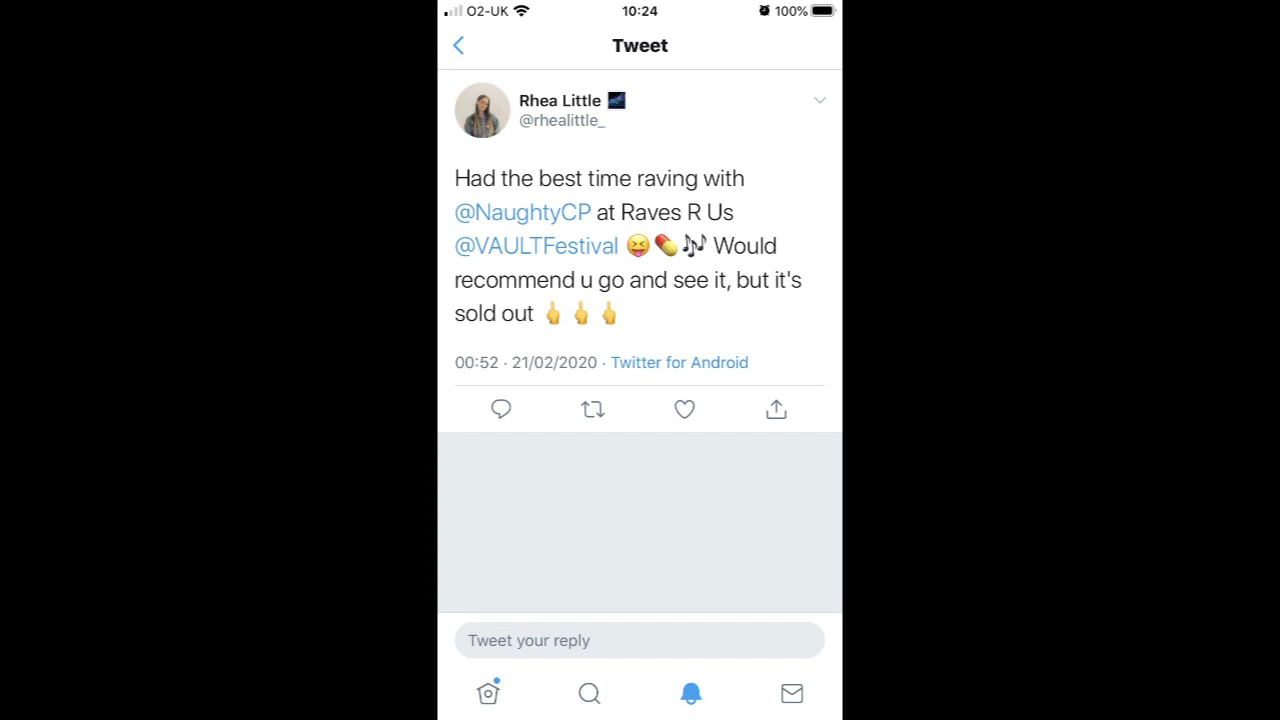 O2-UK 10:24 100%
Tweet
Rhea Little
@rhealittle_
Had the best time raving with
@NaughtyCP at Raves R Us
@VAULTFestival 😝💊🎶 Would
recommend u go and see it, but it's
sold out 🖕🖕🖕
00:52 · 21/02/2020 · Twitter for Android
Tweet your reply